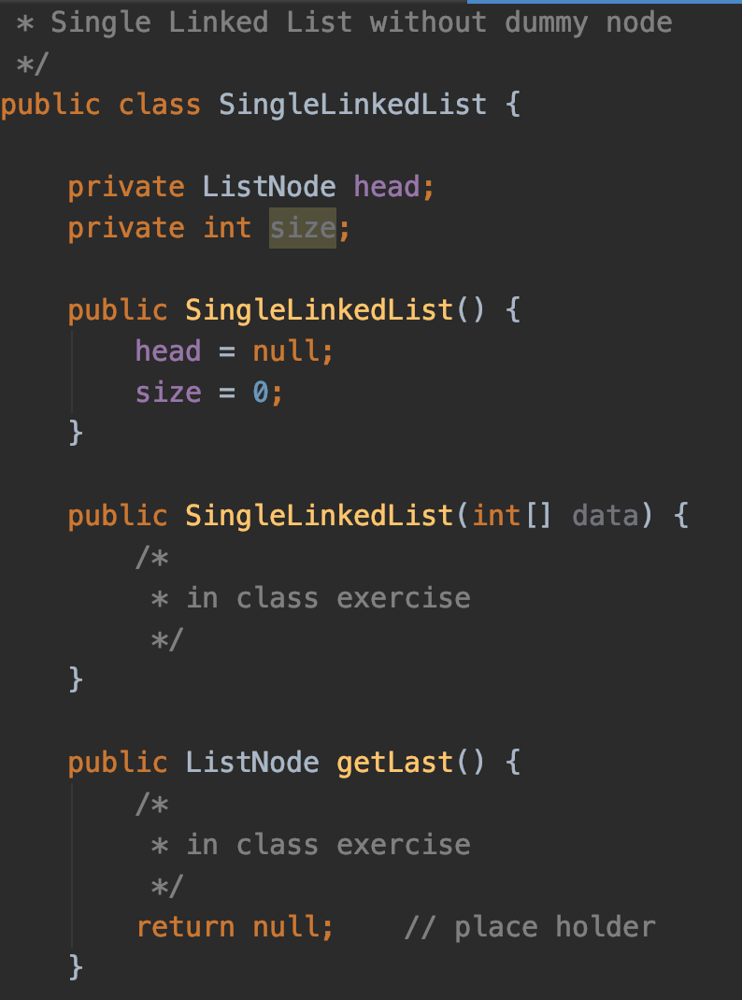 * Single Linked List without dummy node
*/
public class SingleLinkedList {
private ListNode head;
private int size;
public SingleLinkedList() {
head = null;
size = 0;
}
public SingleLinkedList(int[] data) {
/*
* in class exercise
*/
}
public ListNode getLast() {
/*
* in class exercise
*/
return null;    // place holder
}